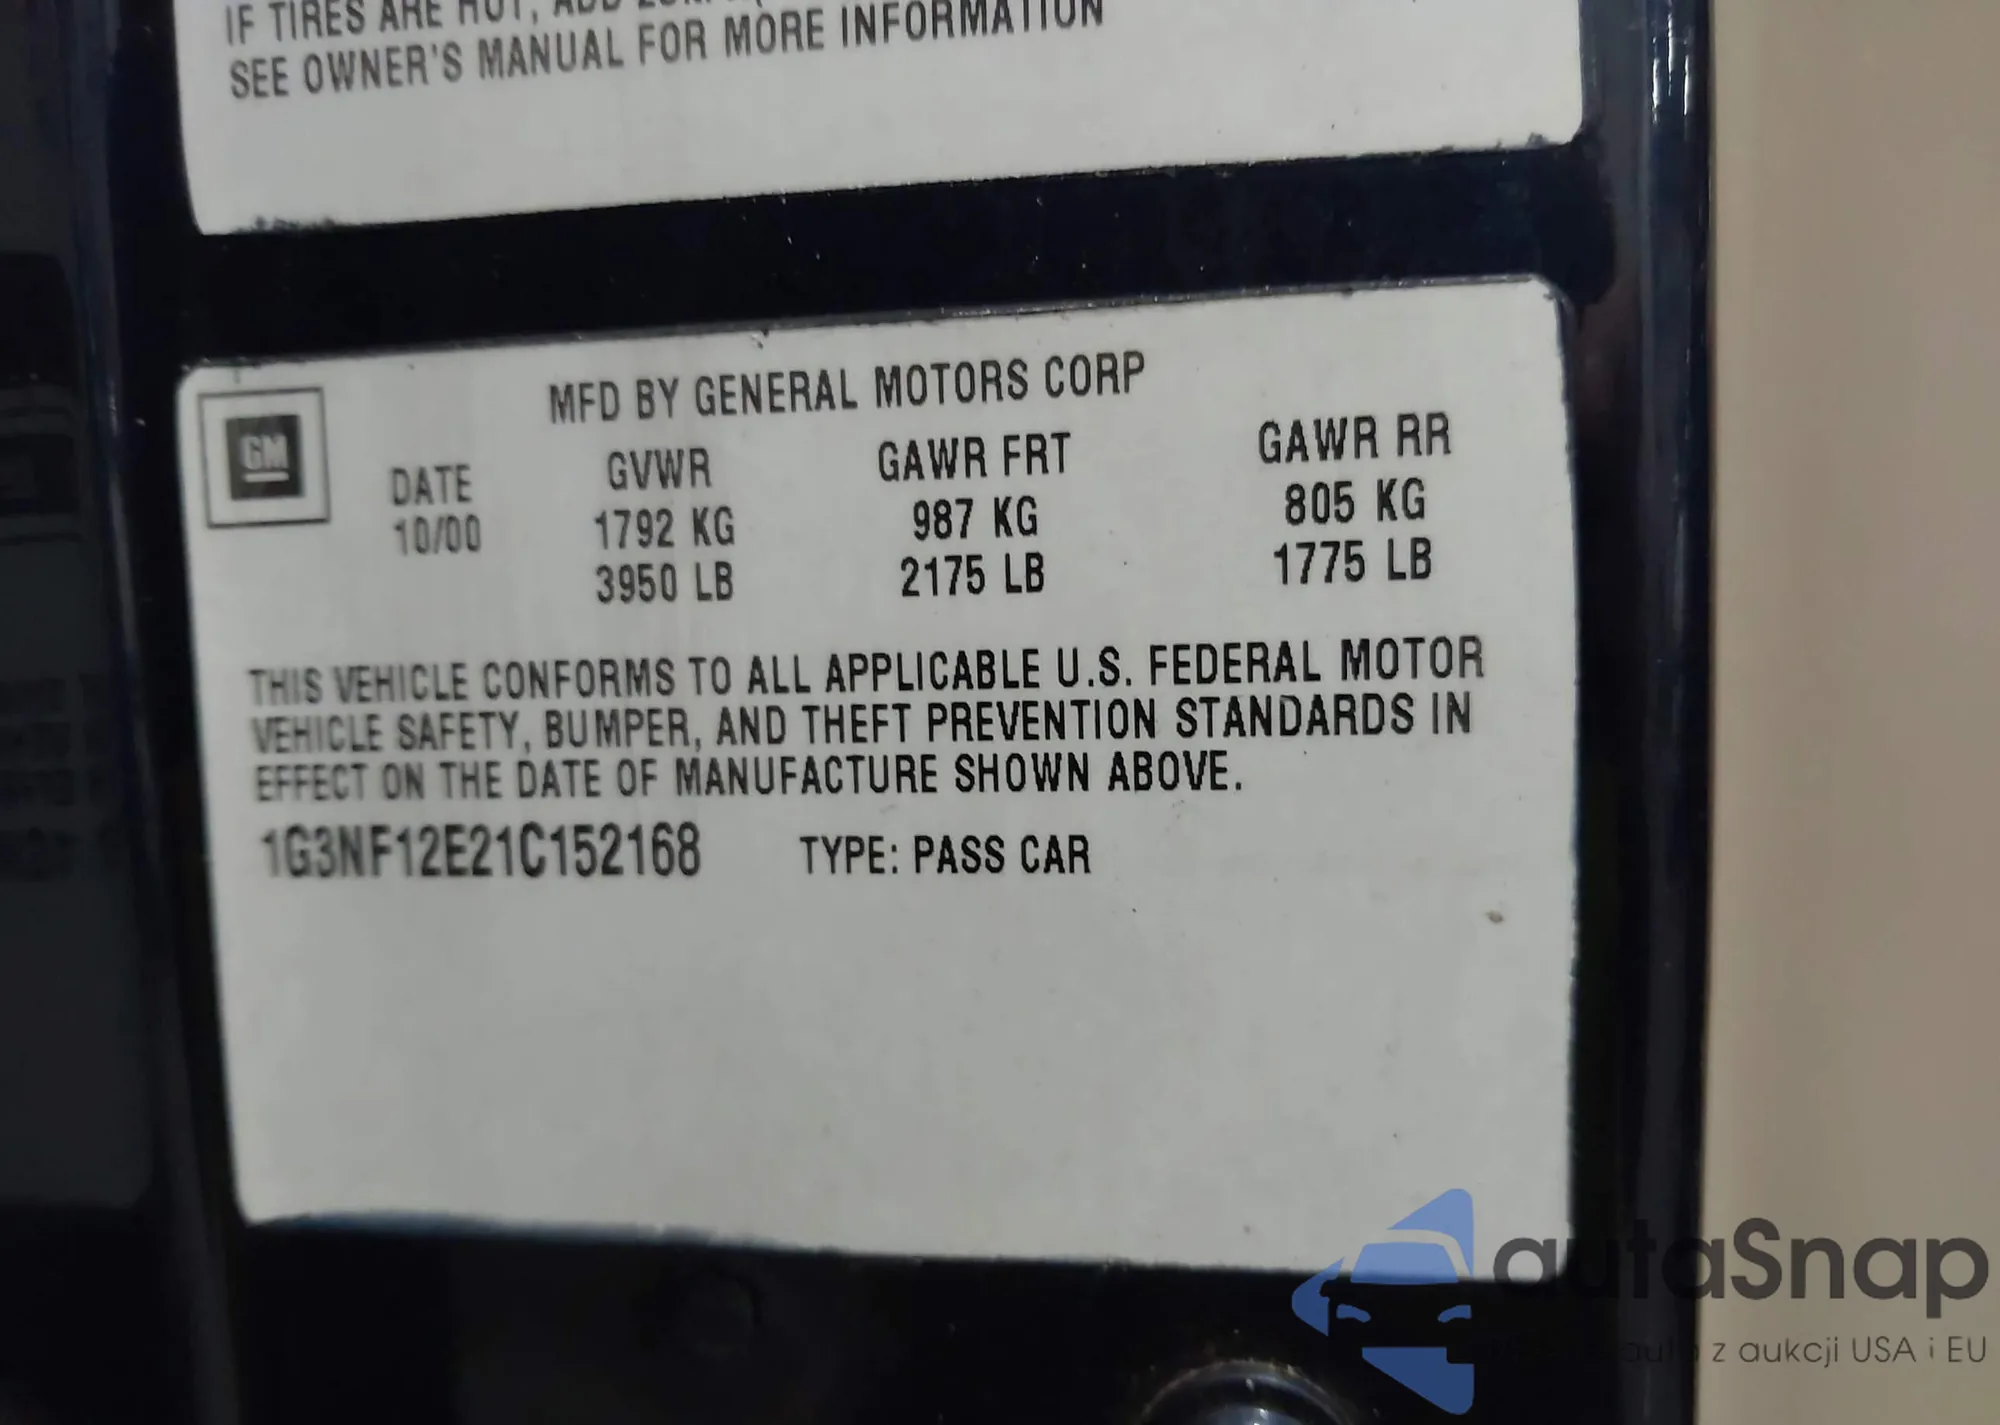 IF TIRES ARE HOT, ADD
SEE OWNER'S MANUAL FOR MORE INFORMATION
GM
MFD BY GENERAL MOTORS CORP
DATE GVWR GAWR FRT GAWR RR
10/00 1792 KG 987 KG 805 KG
3950 LB 2175 LB 1775 LB
THIS VEHICLE CONFORMS TO ALL APPLICABLE U.S. FEDERAL MOTOR
VEHICLE SAFETY, BUMPER, AND THEFT PREVENTION STANDARDS IN
EFFECT ON THE DATE OF MANUFACTURE SHOWN ABOVE.
1G3NF12E21C152168 TYPE: PASS CAR
autaSnap
auta z aukcji USA i EU